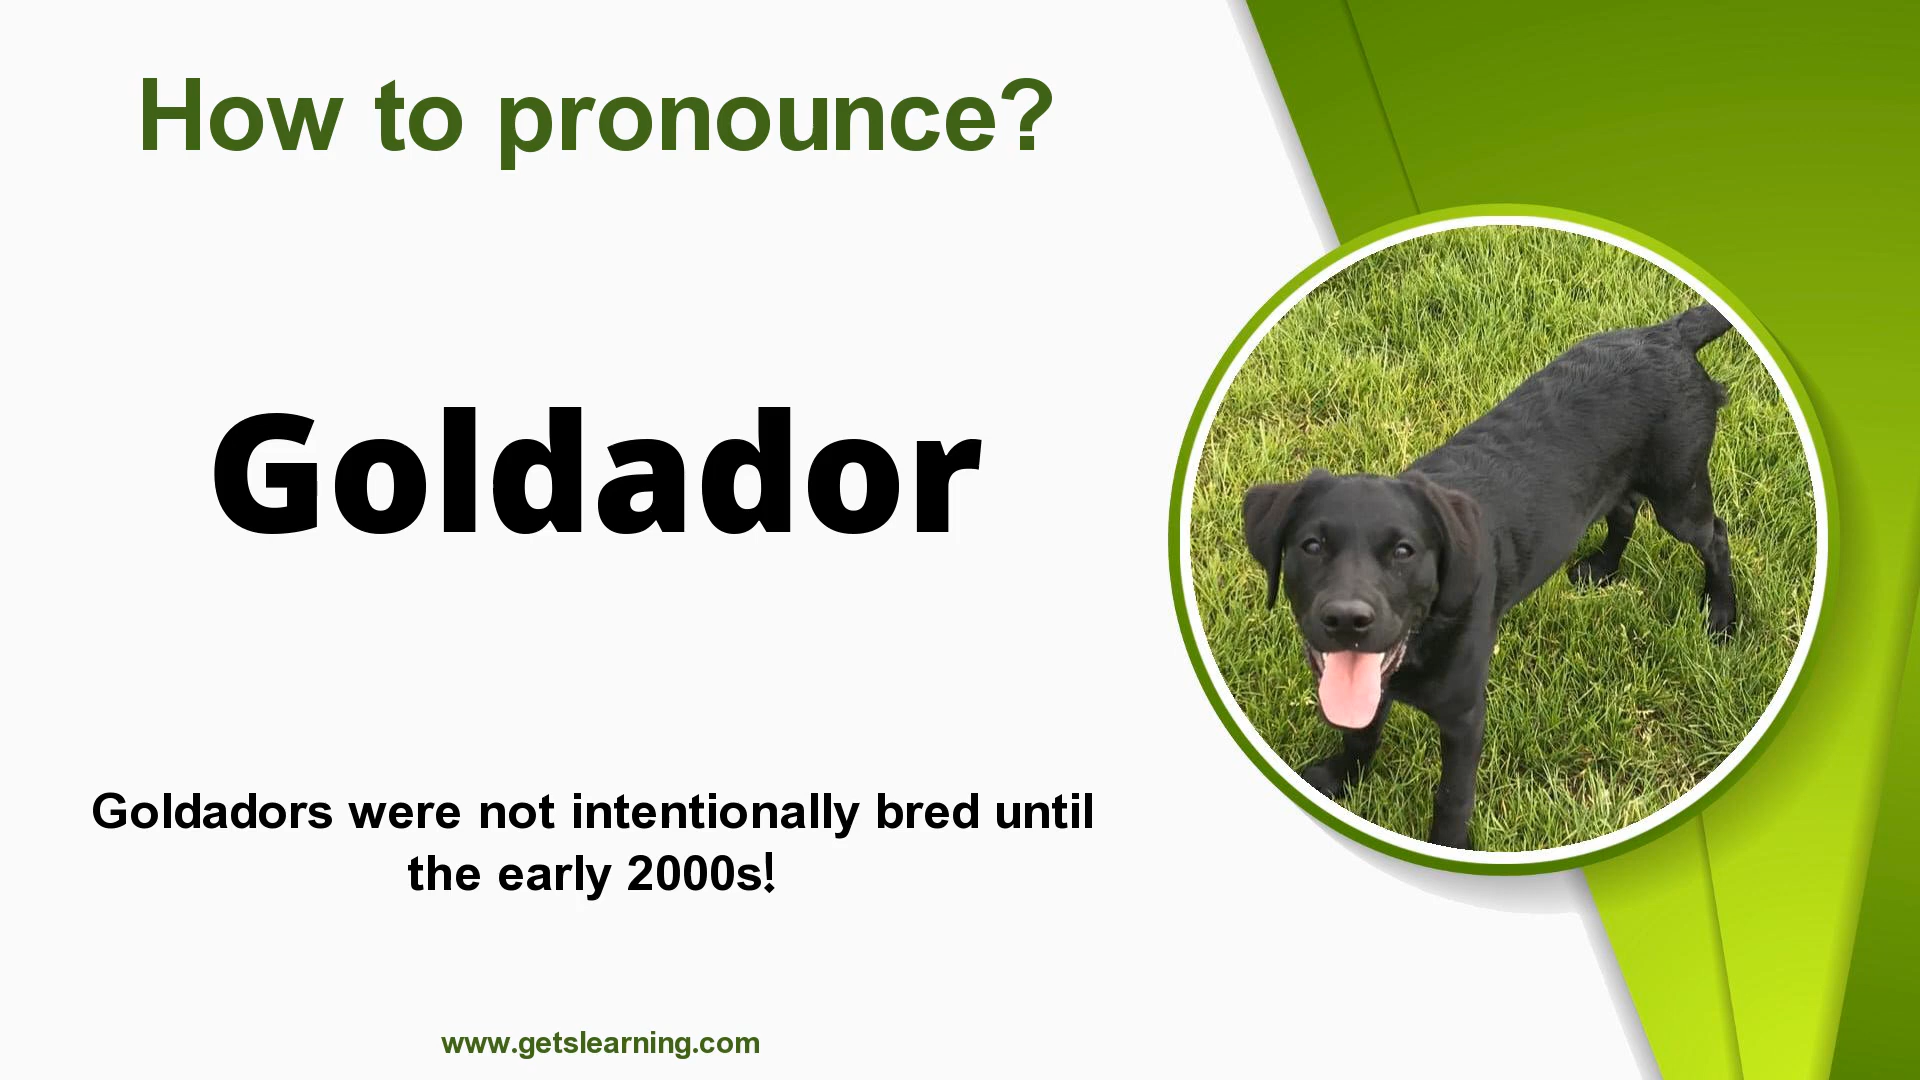 How to pronounce?
Goldador
Goldadors were not intentionally bred until
the early 2000s!
www.getslearning.com